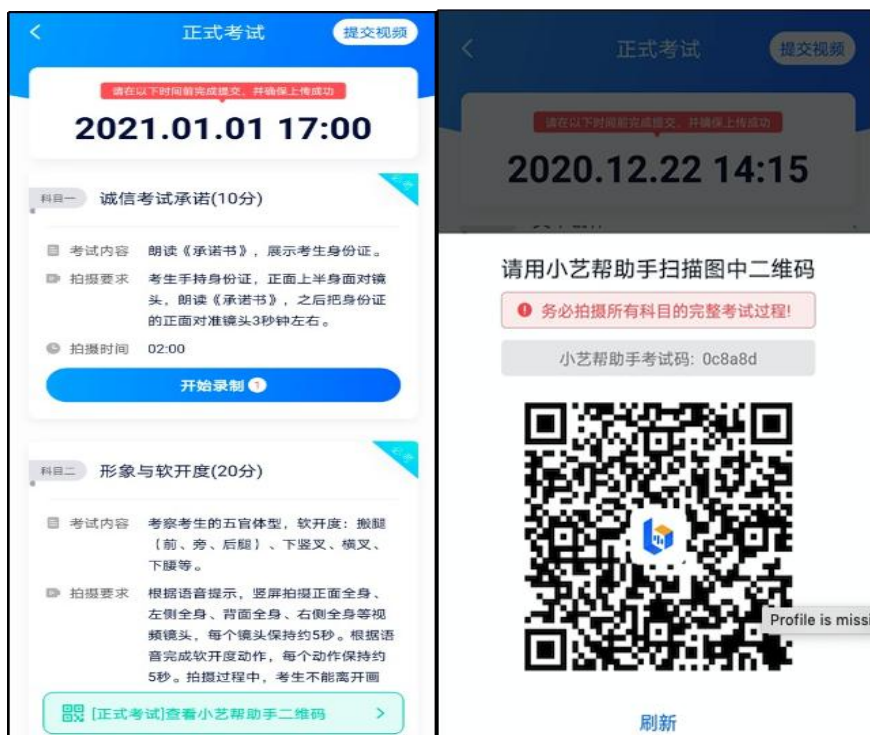 正式考试
提交视频
请在以下时间前完成提交,并确保上传成功
2021.01.01 17:00
科目一
诚信考试承诺(10分)
必考
考试内容 朗读《承诺书》,展示考生身份证。
拍摄要求 考生手持身份证,正面上半身面对镜
头,朗读《承诺书》,之后把身份证
的正面对准镜头3秒钟左右。
拍摄时间 02:00
开始录制 1
科目二
形象与软开度(20分)
必考
考试内容 考察考生的五官体型,软开度:搬腿
(前、旁、后腿)、下竖叉、横叉、
下腰等。
拍摄要求 根据语音提示,竖屏拍摄正面全身、
左侧全身、背面全身、右侧全身等视
频镜头,每个镜头保持约5秒。根据语
音完成软开度动作,每个动作保持约
5秒。拍摄过程中,考生不能离开画
[正式考试]查看小艺帮助手二维码
正式考试
提交视频
请在以下时间前完成提交,并确保上传成功
2020.12.22 14:15
请用小艺帮助手扫描图中二维码
务必拍摄所有科目的完整考试过程!
小艺帮助手考试码: 0c8a8d
Profile is missi
刷新